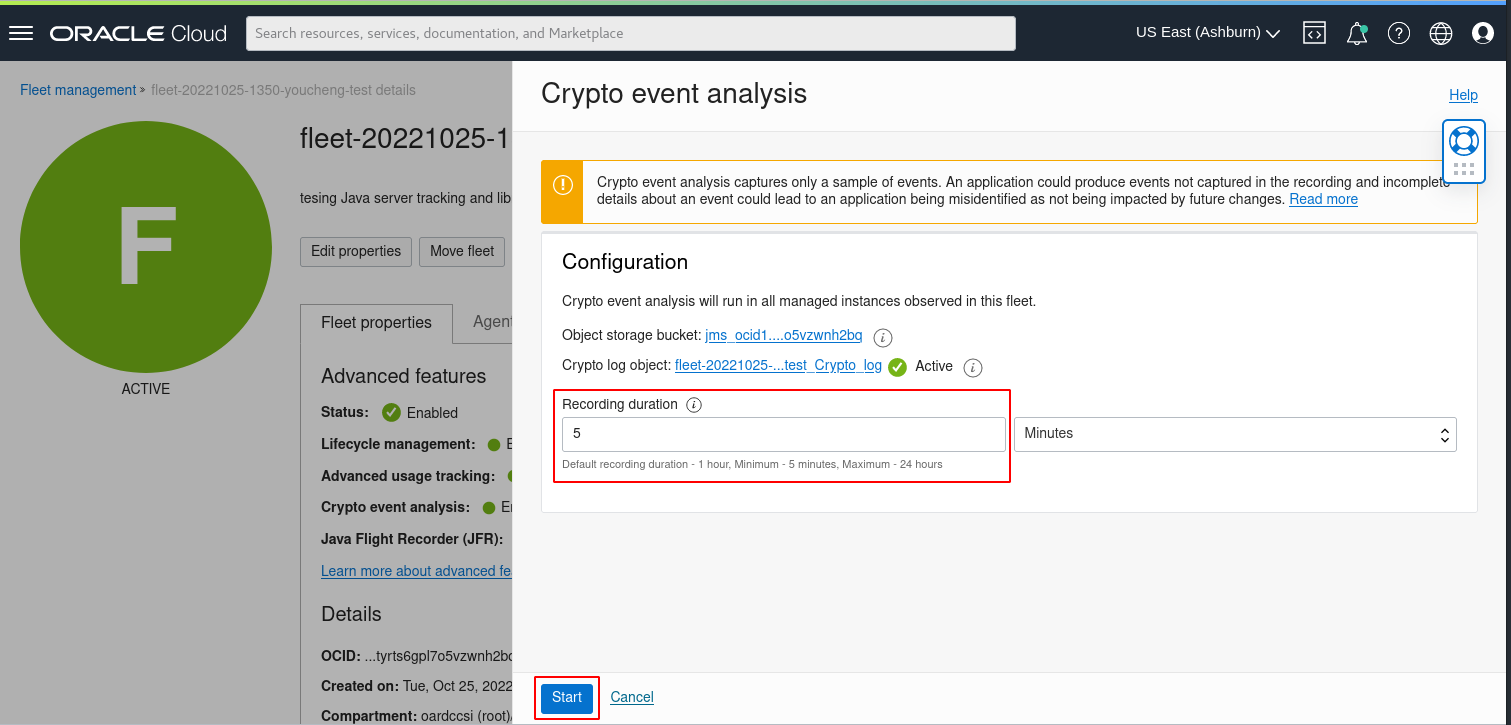 ORACLE Cloud
Search resources, services, documentation, and Marketplace
US East (Ashburn)
Fleet management » fleet-20221025-1350-youcheng-test details
F
ACTIVE
fleet-20221025-1
tesing Java server tracking and lib
Edit properties
Move fleet
Fleet properties
Agent
Advanced features
Status: Enabled
Lifecycle management: E
Advanced usage tracking:
Crypto event analysis: En
Java Flight Recorder (JFR):
Learn more about advanced fea
Details
OCID: ...tyrts6gpl7o5vzwnh2bq
Created on: Tue, Oct 25, 2022
Compartment: oardccsi (root)/
Crypto event analysis
Help
Crypto event analysis captures only a sample of events. An application could produce events not captured in the recording and incomplete
details about an event could lead to an application being misidentified as not being impacted by future changes. Read more
Configuration
Crypto event analysis will run in all managed instances observed in this fleet.
Object storage bucket: jms_ocid1....o5vzwnh2bq
Crypto log object: fleet-20221025-...test_Crypto_log Active
Recording duration
5
Minutes
Default recording duration - 1 hour, Minimum - 5 minutes, Maximum - 24 hours
Start
Cancel